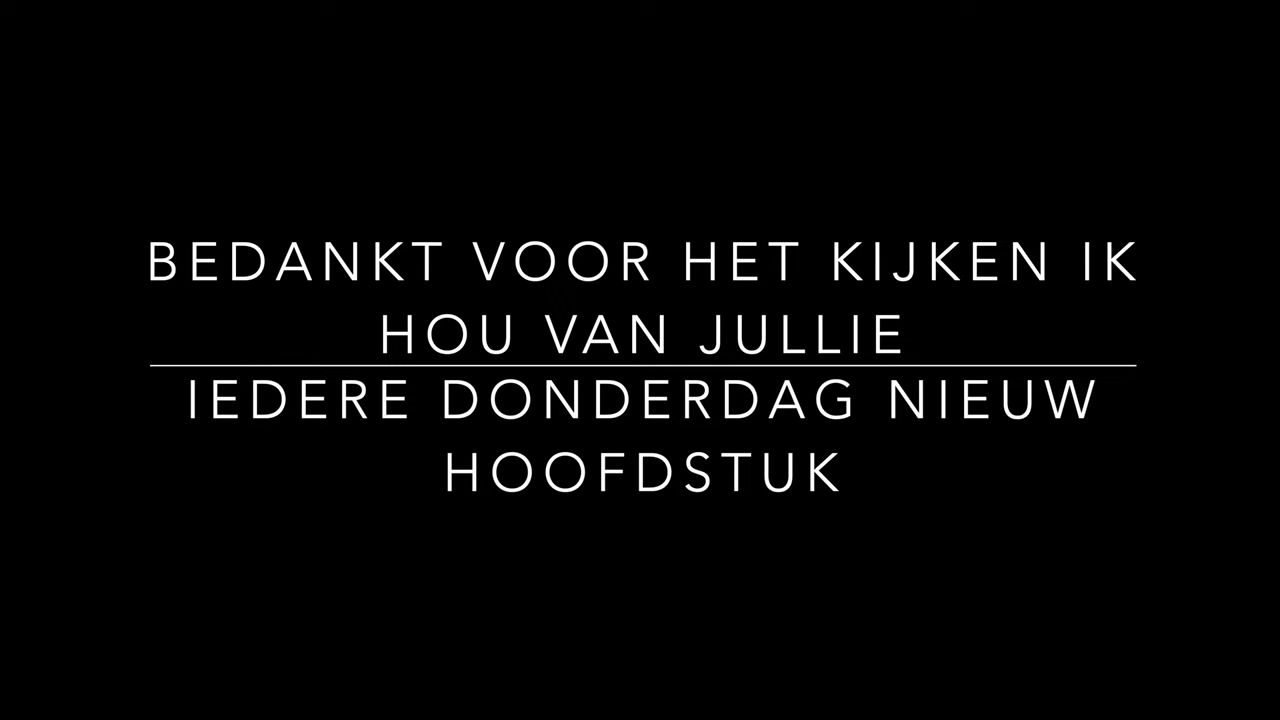 BEDANKT VOOR HET KIJKEN IK
HOU VAN JULLIE
IEDERE DONDERDAG NIEUW
HOOFDSTUK